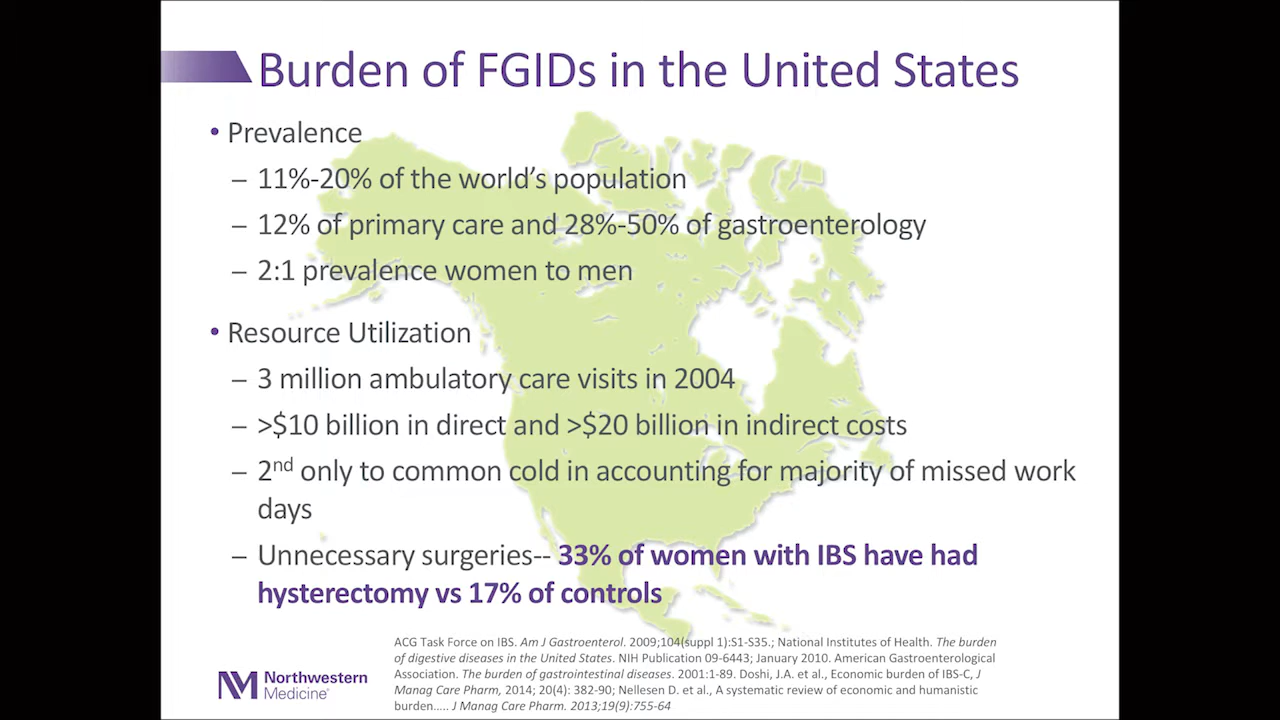 Burden of FGIDs in the United States
• Prevalence
– 11%-20% of the world's population
– 12% of primary care and 28%-50% of gastroenterology
– 2:1 prevalence women to men
• Resource Utilization
– 3 million ambulatory care visits in 2004
– >$10 billion in direct and >$20 billion in indirect costs
– 2nd only to common cold in accounting for majority of missed work
days
– Unnecessary surgeries-- 33% of women with IBS have had
hysterectomy vs 17% of controls
ACG Task Force on IBS. Am J Gastroenterol. 2009;104(suppl 1):S1-S35.; National Institutes of Health. The burden
of digestive diseases in the United States. NIH Publication 09-6443; January 2010. American Gastroenterological
Association. The burden of gastrointestinal diseases. 2001:1-89. Doshi, J.A. et al., Economic burden of IBS-C, J
Manag Care Pharm, 2014; 20(4): 382-90; Nellesen D. et al., A systematic review of economic and humanistic
burden….. J Manag Care Pharm. 2013;19(9):755-64
NM Northwestern
Medicine®